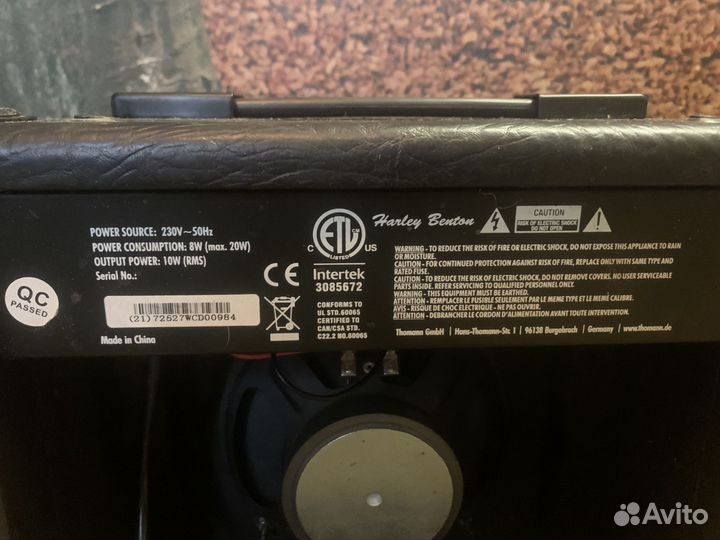 POWER SOURCE: 230V~50Hz
POWER CONSUMPTION: 8W (max. 20W)
OUTPUT POWER: 10W (RMS)
Serial No.:
QC
PASSED
(21)72527WCD00984
Made in China
CE
C ETL CM US
LISTED
Intertek
3085672
CONFORMS TO
UL STD.60065
CERTIFIED TO
CAM/CSA STD.
C22.2 NO.60065
Harley Benton
CAUTION
RISK OF ELECTRIC SHOCK
DO NOT OPEN
WARNING - TO REDUCE THE RISK OF FIRE OR ELECTRIC SHOCK, DO NOT EXPOSE THIS APPLIANCE TO RAIN
OR MOISTURE.
CAUTION - FOR CONTINUED PROTECTION AGAINST RISK OF FIRE, REPLACE ONLY WITH SAME TYPE AND
RATED FUSE.
CAUTION - TO REDUCE THE RISK OF ELECTRIC SHOCK, DO NOT REMOVE COVERS. NO USER SERVICEABLE
PARTS INSIDE. REFER SERVICING TO QUALIFIED PERSONNEL ONLY.
WARNING - THIS EQUIPMENT MUST BE EARTHED.
ATTENTION - REMPLACER LE FUSIBLE SEULEMENT PAR LE MEME TYPE ET LE MEME CALIBRE.
AVIS - RISQUE DE CHOC ELECTRIQUE NE PAS OUVRIR.
ATTENTION - DEBRANCHER LE CORDON D'ALIMENTATION AVANT TOUTE INTERVENTION.
Thomann GmbH | Hans-Thomann-Str. 1 | 96138 Burgebrach | Germany | www.thomann.de
Avito